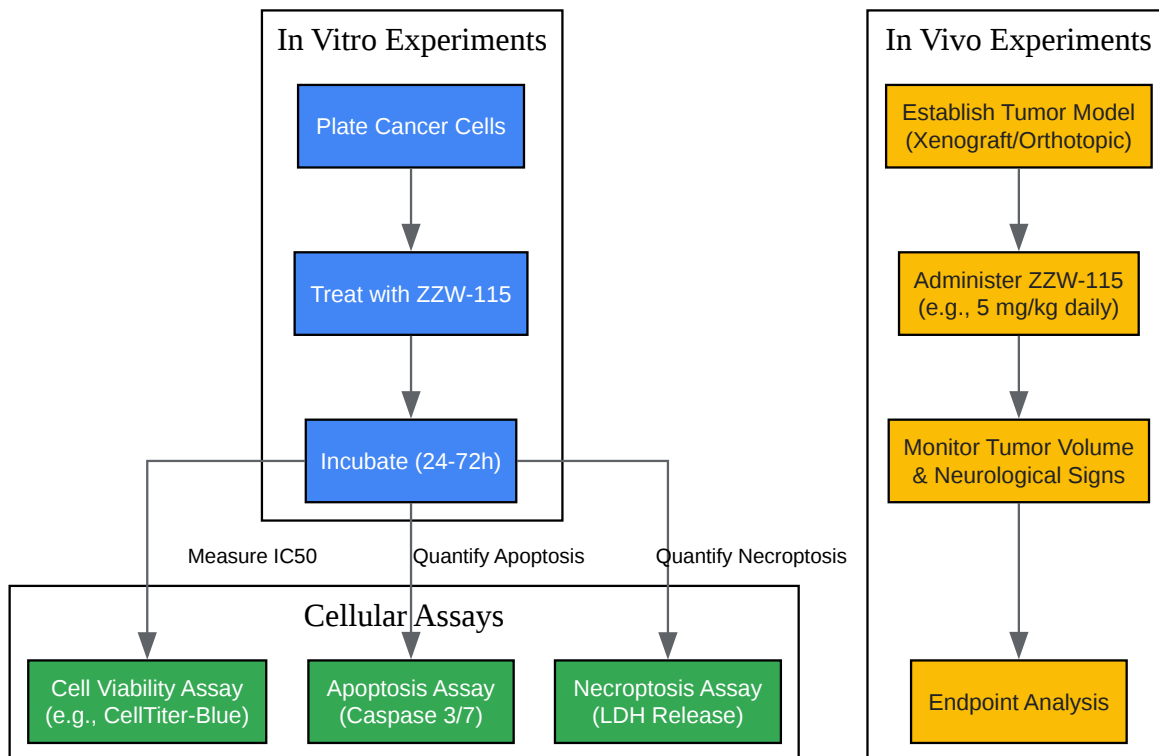 In Vitro Experiments
Plate Cancer Cells
Treat with ZZW-115
Incubate (24-72h)
Measure IC50
Quantify Apoptosis
Quantify Necroptosis
Cellular Assays
Cell Viability Assay
(e.g., CellTiter-Blue)
Apoptosis Assay
(Caspase 3/7)
Necroptosis Assay
(LDH Release)
In Vivo Experiments
Establish Tumor Model
(Xenograft/Orthotopic)
Administer ZZW-115
(e.g., 5 mg/kg daily)
Monitor Tumor Volume
& Neurological Signs
Endpoint Analysis